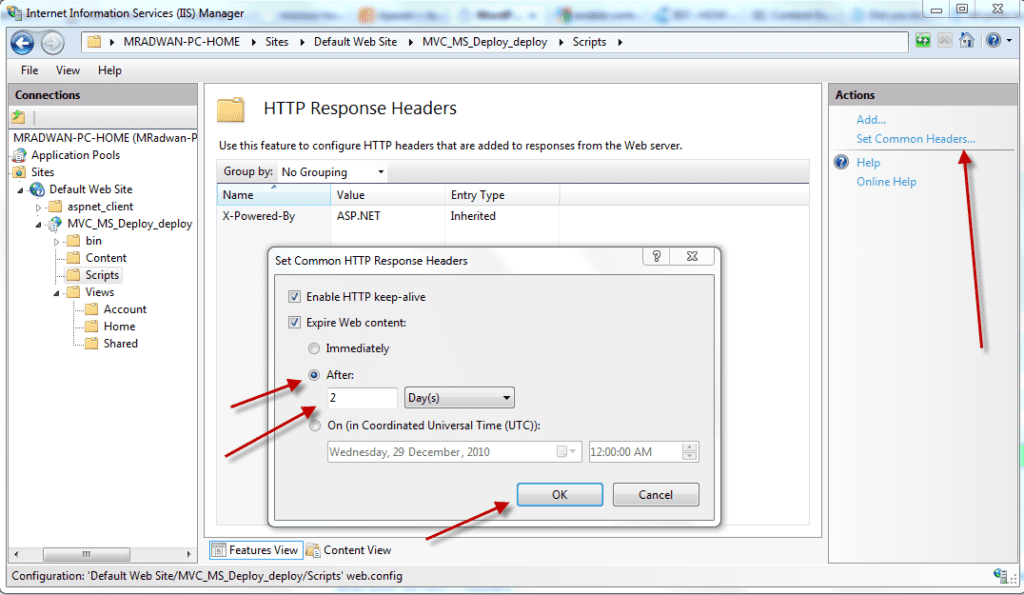 Internet Information Services (IIS) Manager
MRADWAN-PC-HOME Sites Default Web Site MVC_MS_Deploy_deploy Scripts
File View Help
Connections
MRADWAN-PC-HOME (MRadwan-P
Application Pools
Sites
Default Web Site
aspnet_client
MVC_MS_Deploy_deploy
bin
Content
Scripts
Views
Account
Home
Shared
HTTP Response Headers
Use this feature to configure HTTP headers that are added to responses from the Web server.
Group by: No Grouping
Name Value Entry Type
X-Powered-By ASP.NET Inherited
Set Common HTTP Response Headers
Enable HTTP keep-alive
Expire Web content:
Immediately
After:
2 Day(s)
On (in Coordinated Universal Time (UTC)):
Wednesday, 29 December, 2010 12:00:00 AM
OK Cancel
Features View Content View
Actions
Add...
Set Common Headers...
Help
Online Help
Configuration: 'Default Web Site/MVC_MS_Deploy_deploy/Scripts' web.config